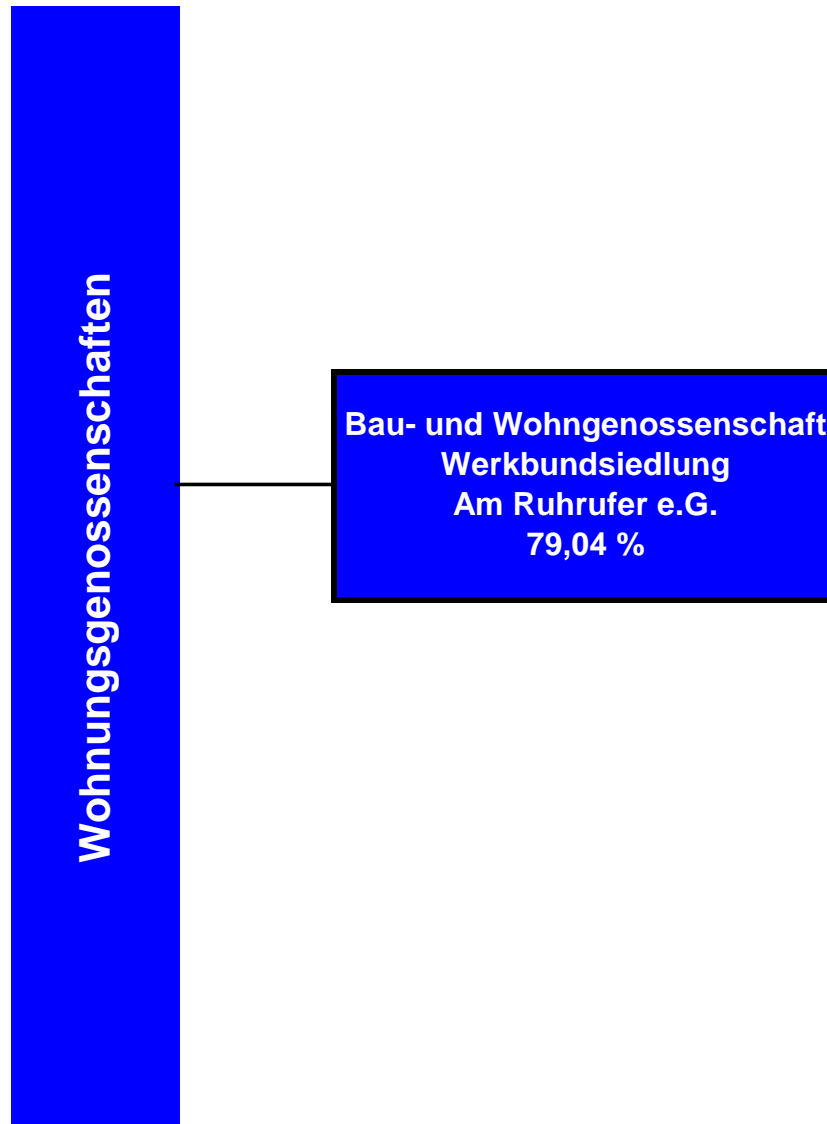 Wohnungsgenossenschaften
Bau- und Wohngenossenschaft
Werkbundsiedlung
Am Ruhrufer e.G.
79,04 %